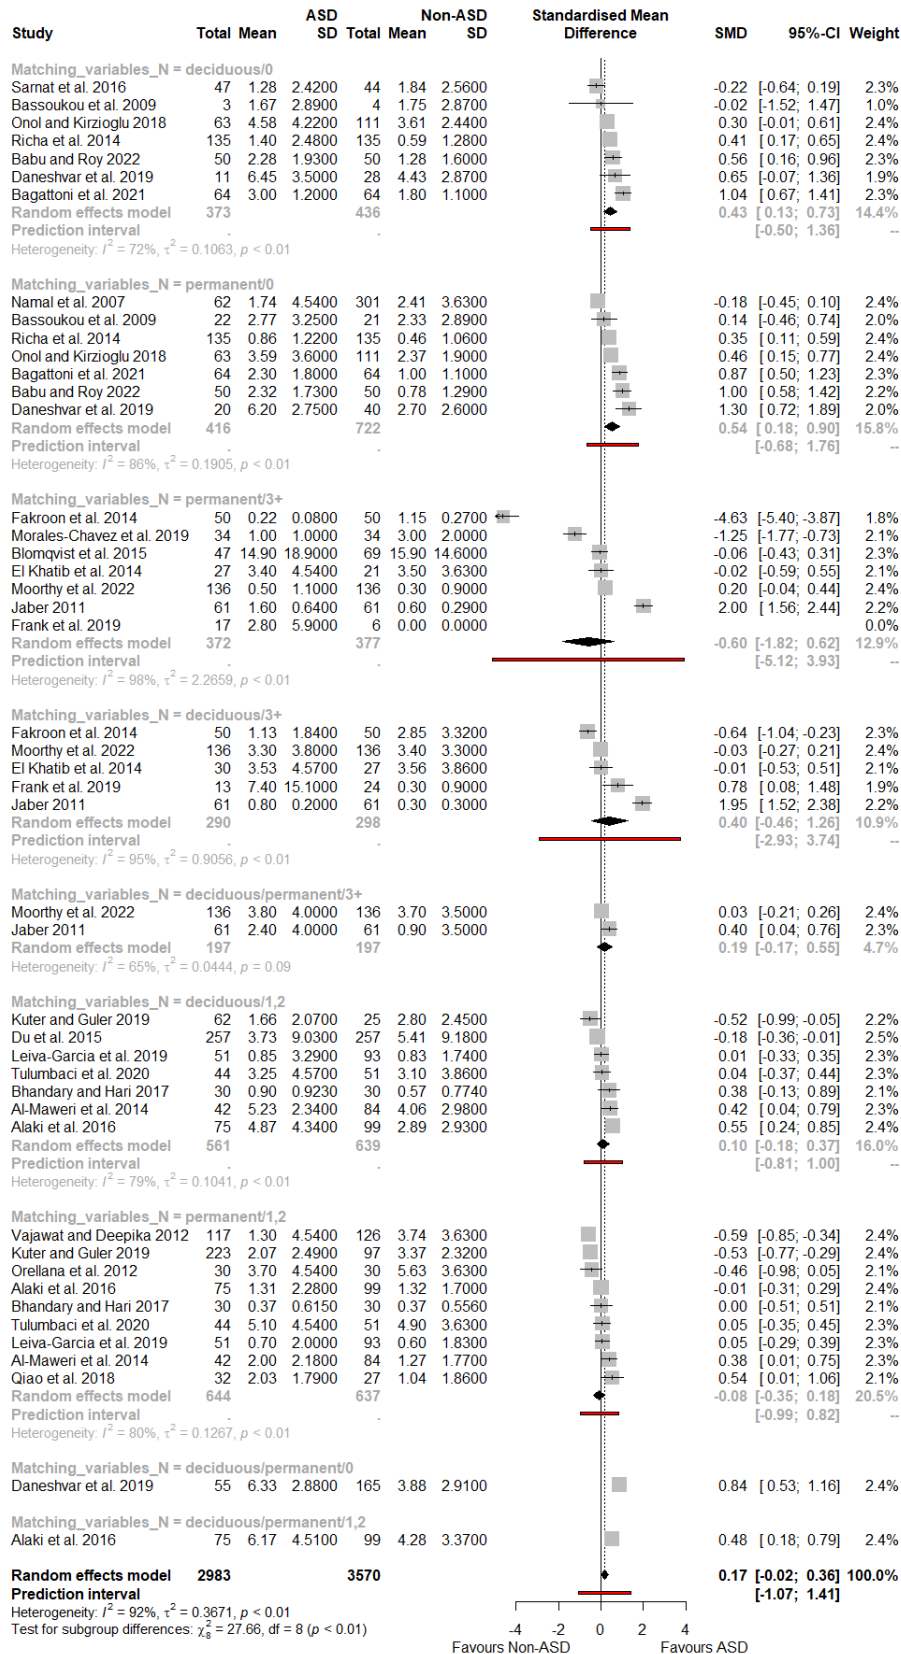 ASD Non-ASD Standardised Mean
Study Total Mean SD Total Mean SD Difference SMD 95%-CI Weight
Matching_variables_N = deciduous/0
Sarnat et al. 2016 47 1.28 2.4200 44 1.84 2.5600 -0.22 [-0.64; 0.19] 2.3%
Bassoukou et al. 2009 3 1.67 2.8900 4 1.75 2.8700 -0.02 [-1.52; 1.47] 1.0%
Onol and Kirzioglu 2018 63 4.58 4.2200 111 3.61 2.4400 0.30 [-0.01; 0.61] 2.4%
Richa et al. 2014 135 1.40 2.4800 135 0.59 1.2800 0.41 [0.17; 0.65] 2.4%
Babu and Roy 2022 50 2.28 1.9300 50 1.28 1.6000 0.56 [0.16; 0.96] 2.3%
Daneshvar et al. 2019 11 6.45 3.5000 28 4.43 2.8700 0.65 [-0.07; 1.36] 1.9%
Bagattoni et al. 2021 64 3.00 1.2000 64 1.80 1.1000 1.04 [0.67; 1.41] 2.3%
Random effects model 373 436 0.43 [0.13; 0.73] 14.4%
Prediction interval . . [-0.50; 1.36] --
Heterogeneity: I² = 72%, τ² = 0.1063, p < 0.01
Matching_variables_N = permanent/0
Namal et al. 2007 62 1.74 4.5400 301 2.41 3.6300 -0.18 [-0.45; 0.10] 2.4%
Bassoukou et al. 2009 22 2.77 3.2500 21 2.33 2.8900 0.14 [-0.46; 0.74] 2.0%
Richa et al. 2014 135 0.86 1.2200 135 0.46 1.0600 0.35 [0.11; 0.59] 2.4%
Onol and Kirzioglu 2018 63 3.59 3.6000 111 2.37 1.9000 0.46 [0.15; 0.77] 2.4%
Bagattoni et al. 2021 64 2.30 1.8000 64 1.00 1.1000 0.87 [0.50; 1.23] 2.3%
Babu and Roy 2022 50 2.32 1.7300 50 0.78 1.2900 1.00 [0.58; 1.42] 2.2%
Daneshvar et al. 2019 20 6.20 2.7500 40 2.70 2.6000 1.30 [0.72; 1.89] 2.0%
Random effects model 416 722 0.54 [0.18; 0.90] 15.8%
Prediction interval . . [-0.68; 1.76] --
Heterogeneity: I² = 86%, τ² = 0.1905, p < 0.01
Matching_variables_N = permanent/3+
Fakroon et al. 2014 50 0.22 0.0800 50 1.15 0.2700 -4.63 [-5.40; -3.87] 1.8%
Morales-Chavez et al. 2019 34 1.00 1.0000 34 3.00 2.0000 -1.25 [-1.77; -0.73] 2.1%
Blomqvist et al. 2015 47 14.90 18.9000 69 15.90 14.6000 -0.06 [-0.43; 0.31] 2.3%
El Khatib et al. 2014 27 3.40 4.5400 21 3.50 3.6300 -0.02 [-0.59; 0.55] 2.1%
Moorthy et al. 2022 136 0.50 1.1000 136 0.30 0.9000 0.20 [-0.04; 0.44] 2.4%
Jaber 2011 61 1.60 0.6400 61 0.60 0.2900 2.00 [1.56; 2.44] 2.2%
Frank et al. 2019 17 2.80 5.9000 6 0.00 0.0000 0.0%
Random effects model 372 377 -0.60 [-1.82; 0.62] 12.9%
Prediction interval . . [-5.12; 3.93] --
Heterogeneity: I² = 98%, τ² = 2.2659, p < 0.01
Matching_variables_N = deciduous/3+
Fakroon et al. 2014 50 1.13 1.8400 50 2.85 3.3200 -0.64 [-1.04; -0.23] 2.3%
Moorthy et al. 2022 136 3.30 3.8000 136 3.40 3.3000 -0.03 [-0.27; 0.21] 2.4%
El Khatib et al. 2014 30 3.53 4.5700 27 3.56 3.8600 -0.01 [-0.53; 0.51] 2.1%
Frank et al. 2019 13 7.40 15.1000 24 0.30 0.9000 0.78 [0.08; 1.48] 1.9%
Jaber 2011 61 0.80 0.2000 61 0.30 0.3000 1.95 [1.52; 2.38] 2.2%
Random effects model 290 298 0.40 [-0.46; 1.26] 10.9%
Prediction interval . . [-2.93; 3.74] --
Heterogeneity: I² = 95%, τ² = 0.9056, p < 0.01
Matching_variables_N = deciduous/permanent/3+
Moorthy et al. 2022 136 3.80 4.0000 136 3.70 3.5000 0.03 [-0.21; 0.26] 2.4%
Jaber 2011 61 2.40 4.0000 61 0.90 3.5000 0.40 [0.04; 0.76] 2.3%
Random effects model 197 197 0.19 [-0.17; 0.55] 4.7%
Heterogeneity: I² = 65%, τ² = 0.0444, p = 0.09
Matching_variables_N = deciduous/1,2
Kuter and Guler 2019 62 1.66 2.0700 25 2.80 2.4500 -0.52 [-0.99; -0.05] 2.2%
Du et al. 2015 257 3.73 9.0300 257 5.41 9.1800 -0.18 [-0.36; -0.01] 2.5%
Leiva-Garcia et al. 2019 51 0.85 3.2900 93 0.83 1.7400 0.01 [-0.33; 0.35] 2.3%
Tulumbaci et al. 2020 44 3.25 4.5700 51 3.10 3.8600 0.04 [-0.37; 0.44] 2.3%
Bhandary and Hari 2017 30 0.90 0.9230 30 0.57 0.7740 0.38 [-0.13; 0.89] 2.1%
Al-Maweri et al. 2014 42 5.23 2.3400 84 4.06 2.9800 0.42 [0.04; 0.79] 2.3%
Alaki et al. 2016 75 4.87 4.3400 99 2.89 2.9300 0.55 [0.24; 0.85] 2.4%
Random effects model 561 639 0.10 [-0.18; 0.37] 16.0%
Prediction interval . . [-0.81; 1.00] --
Heterogeneity: I² = 79%, τ² = 0.1041, p < 0.01
Matching_variables_N = permanent/1,2
Vajawat and Deepika 2012 117 1.30 4.5400 126 3.74 3.6300 -0.59 [-0.85; -0.34] 2.4%
Kuter and Guler 2019 223 2.07 2.4900 97 3.37 2.3200 -0.53 [-0.77; -0.29] 2.4%
Orellana et al. 2012 30 3.70 4.5400 30 5.63 3.6300 -0.46 [-0.98; 0.05] 2.1%
Alaki et al. 2016 75 1.31 2.2800 99 1.32 1.7000 -0.01 [-0.31; 0.29] 2.4%
Bhandary and Hari 2017 30 0.37 0.6150 30 0.37 0.5560 0.00 [-0.51; 0.51] 2.1%
Tulumbaci et al. 2020 44 5.10 4.5400 51 4.90 3.6300 0.05 [-0.35; 0.45] 2.3%
Leiva-Garcia et al. 2019 51 0.70 2.0000 93 0.60 1.8300 0.05 [-0.29; 0.39] 2.3%
Al-Maweri et al. 2014 42 2.00 2.1800 84 1.27 1.7700 0.38 [0.01; 0.75] 2.3%
Qiao et al. 2018 32 2.03 1.7900 27 1.04 1.8600 0.54 [0.01; 1.06] 2.1%
Random effects model 644 637 -0.08 [-0.35; 0.18] 20.5%
Prediction interval . . [-0.99; 0.82] --
Heterogeneity: I² = 80%, τ² = 0.1267, p < 0.01
Matching_variables_N = deciduous/permanent/0
Daneshvar et al. 2019 55 6.33 2.8800 165 3.88 2.9100 0.84 [0.53; 1.16] 2.4%
Matching_variables_N = deciduous/permanent/1,2
Alaki et al. 2016 75 6.17 4.5100 99 4.28 3.3700 0.48 [0.18; 0.79] 2.4%
Random effects model 2983 3570 0.17 [-0.02; 0.36] 100.0%
Prediction interval [-1.07; 1.41]
Heterogeneity: I² = 92%, τ² = 0.3671, p < 0.01
Test for subgroup differences: χ²₈ = 27.66, df = 8 (p < 0.01)
-4 -2 0 2 4
Favours Non-ASD Favours ASD